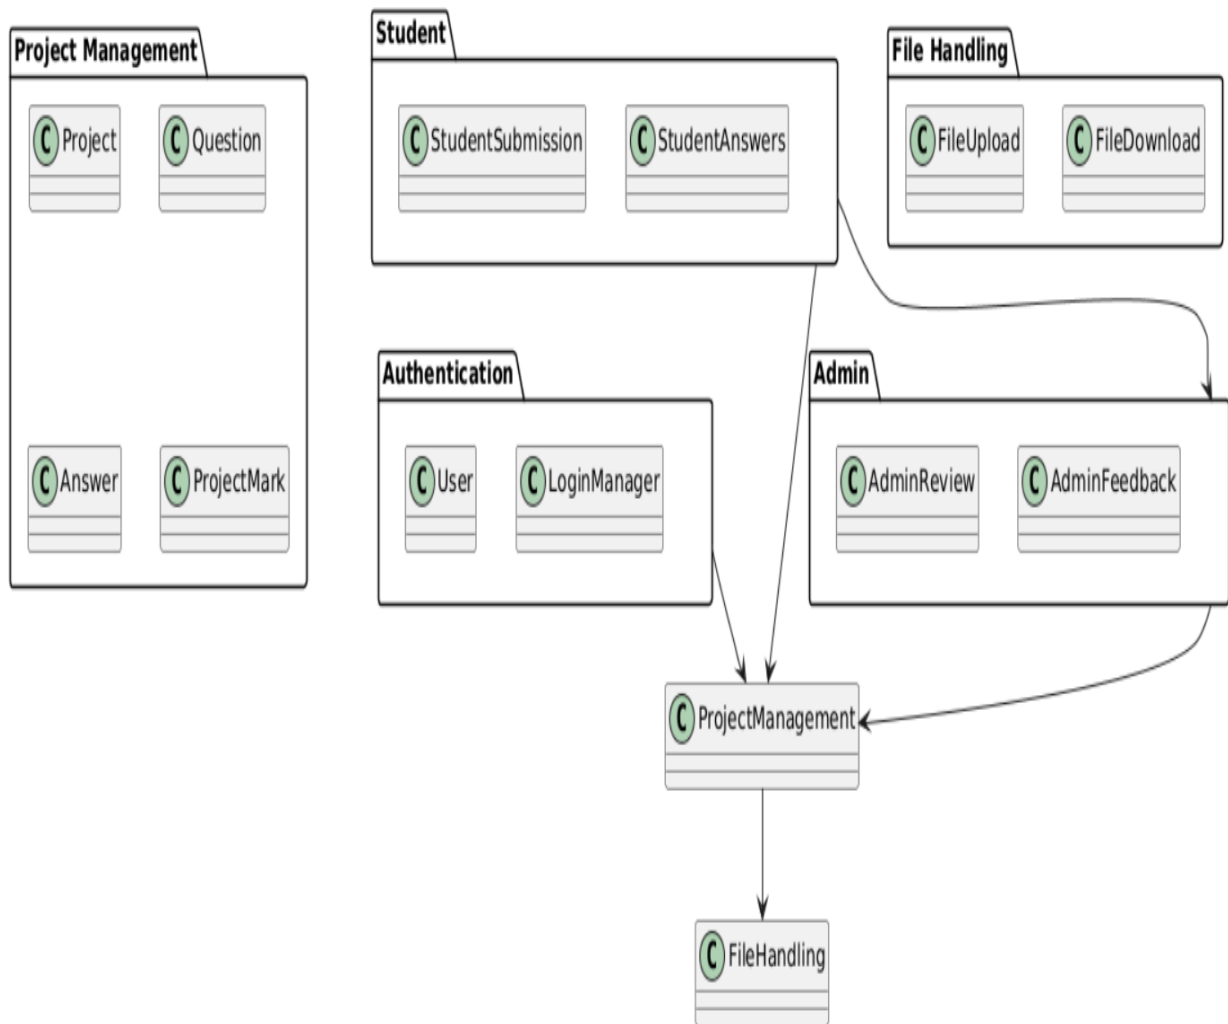 Project Management
C Project
C Question
C Answer
C ProjectMark
Student
C StudentSubmission
C StudentAnswers
File Handling
C FileUpload
C FileDownload
Authentication
C User
C LoginManager
Admin
C AdminReview
C AdminFeedback
C ProjectManagement
C FileHandling